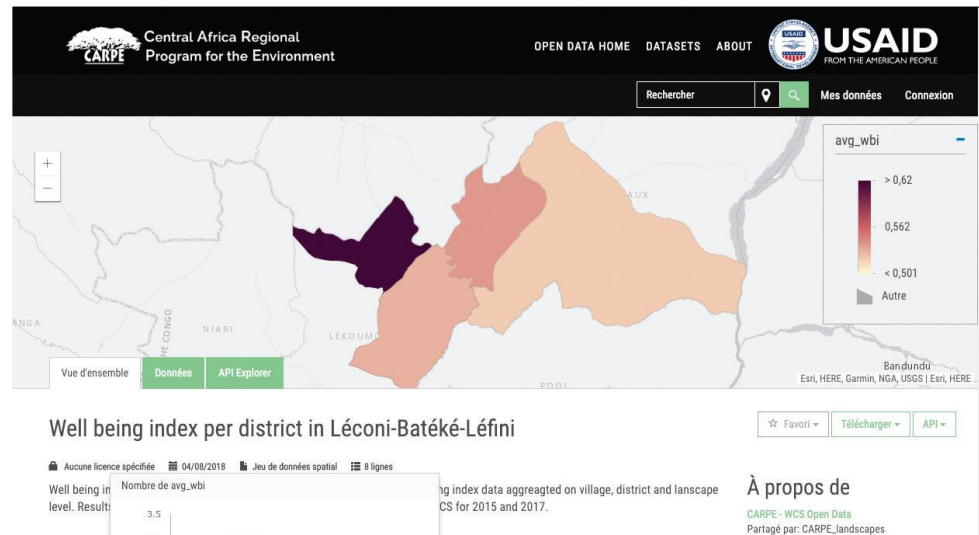 Central Africa Regional
Program for the Environment
CARPE
OPEN DATA HOME DATASETS ABOUT
USAID
USAID
FROM THE AMERICAN PEOPLE
Rechercher
Mes données Connexion
+
−
avg_wbi
> 0,62
0,562
< 0,501
Autre
AUX
NIARI
LÉKOUMO
POOL
Bandundu
Esri, HERE, Garmin, NGA, USGS | Esri, HERE
Vue d'ensemble Données API Explorer
Well being index per district in Léconi-Batéké-Léfini
Favori Télécharger API
Aucune licence spécifiée 04/08/2018 Jeu de données spatial 8 lignes
Well being in
ng index data aggreagted on village, district and lanscape
level. Result
CS for 2015 and 2017.
Nombre de avg_wbi
3.5
À propos de
CARPE - WCS Open Data
Partagé par: CARPE_landscapes